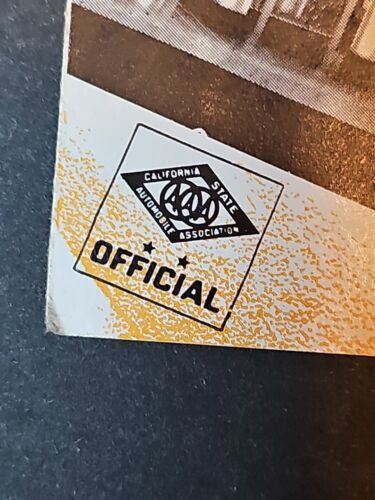 CALIFORNIA STATE
AAA
AUTOMOBILE ASSOCIATION
OFFICIAL